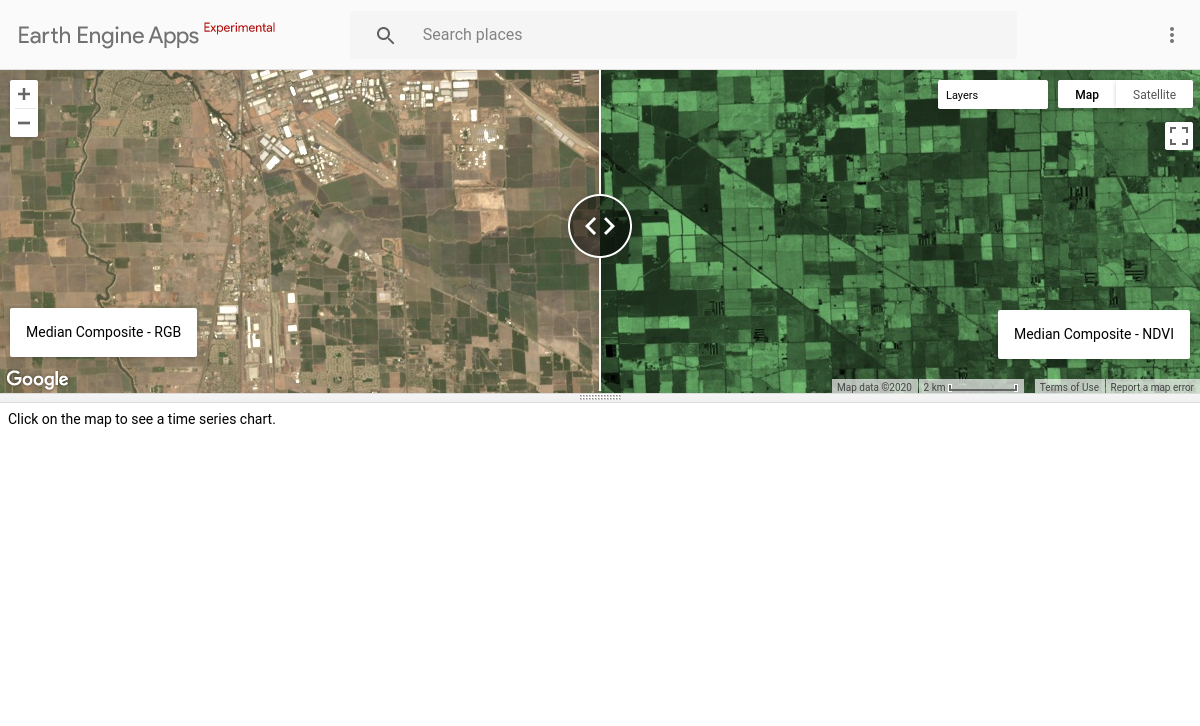 Earth Engine Apps Experimental
Search places
Layers
Map
Satellite
Median Composite - RGB
Median Composite - NDVI
Google
Map data ©2020
2 km
Terms of Use
Report a map error
Click on the map to see a time series chart.